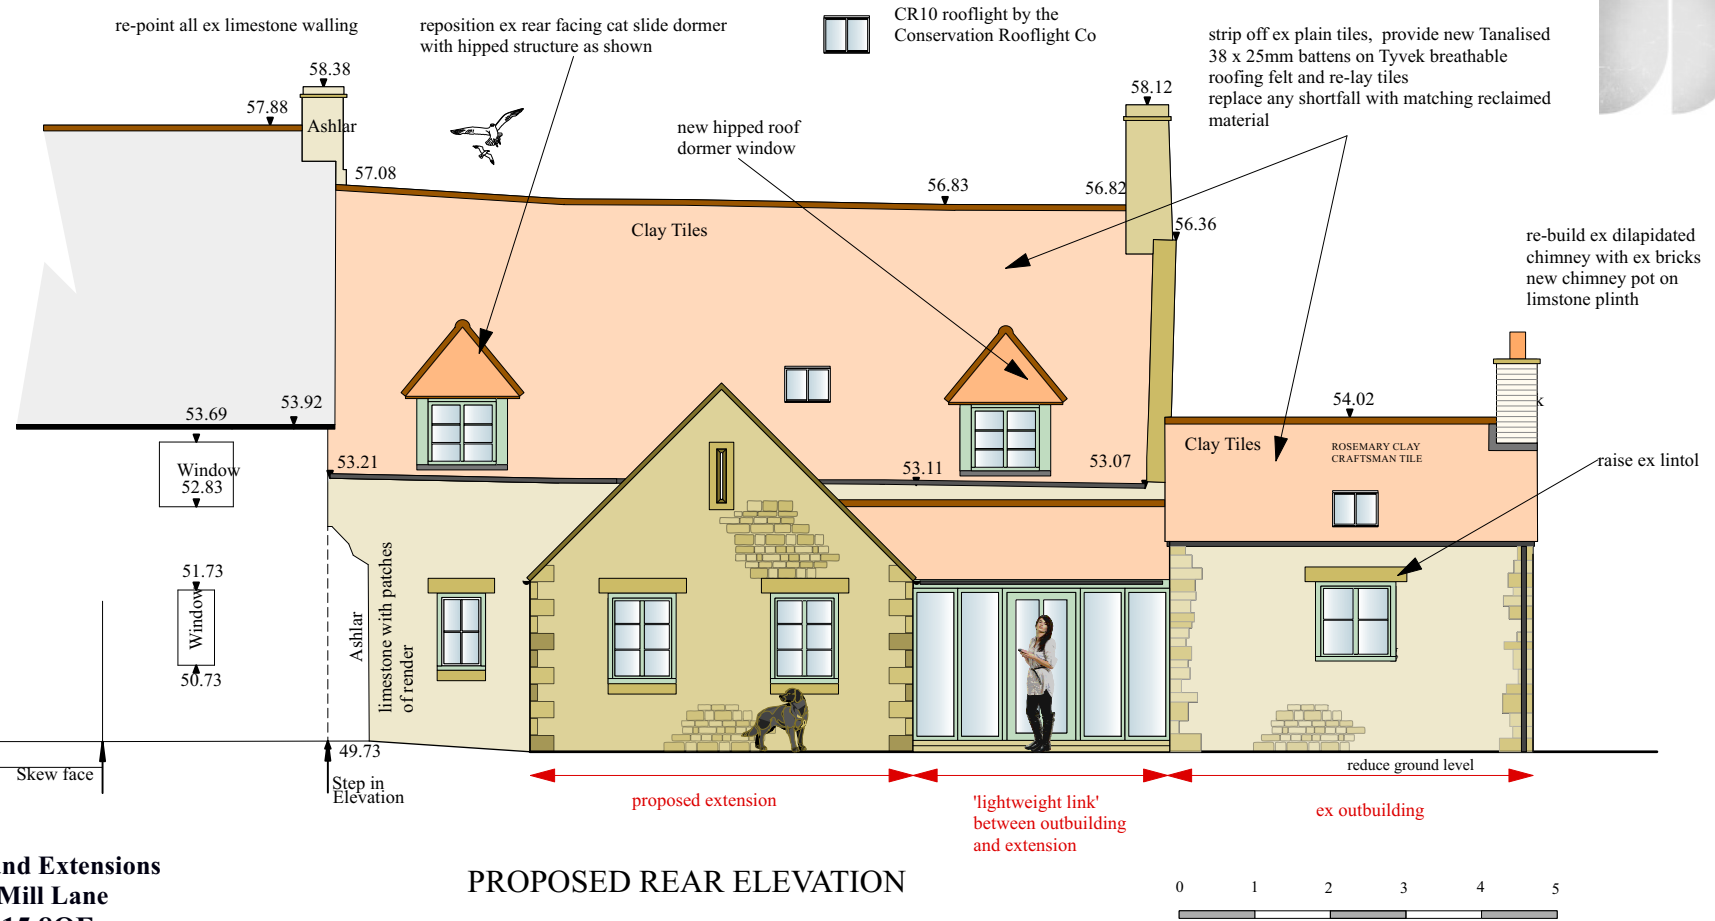 re-point all ex limestone walling
reposition ex rear facing cat slide dormer
with hipped structure as shown
CR10 rooflight by the
Conservation Rooflight Co
strip off ex plain tiles, provide new Tanalised
38 x 25mm battens on Tyvek breathable
roofing felt and re-lay tiles
replace any shortfall with matching reclaimed
material
58.38
57.88
Ashlar
58.12
new hipped roof
dormer window
57.08
56.83
56.82
56.36
Clay Tiles
re-build ex dilapidated
chimney with ex bricks
new chimney pot on
limstone plinth
53.69
53.92
54.02
k
Clay Tiles
ROSEMARY CLAY
CRAFTSMAN TILE
raise ex lintol
Window
52.83
53.21
53.11
53.07
51.73
Window
50.73
Ashlar
limestone with patches
of render
49.73
Skew face
Step in
Elevation
reduce ground level
proposed extension
'lightweight link'
between outbuilding
and extension
ex outbuilding
nd Extensions
Mill Lane
PROPOSED REAR ELEVATION
0 1 2 3 4 5